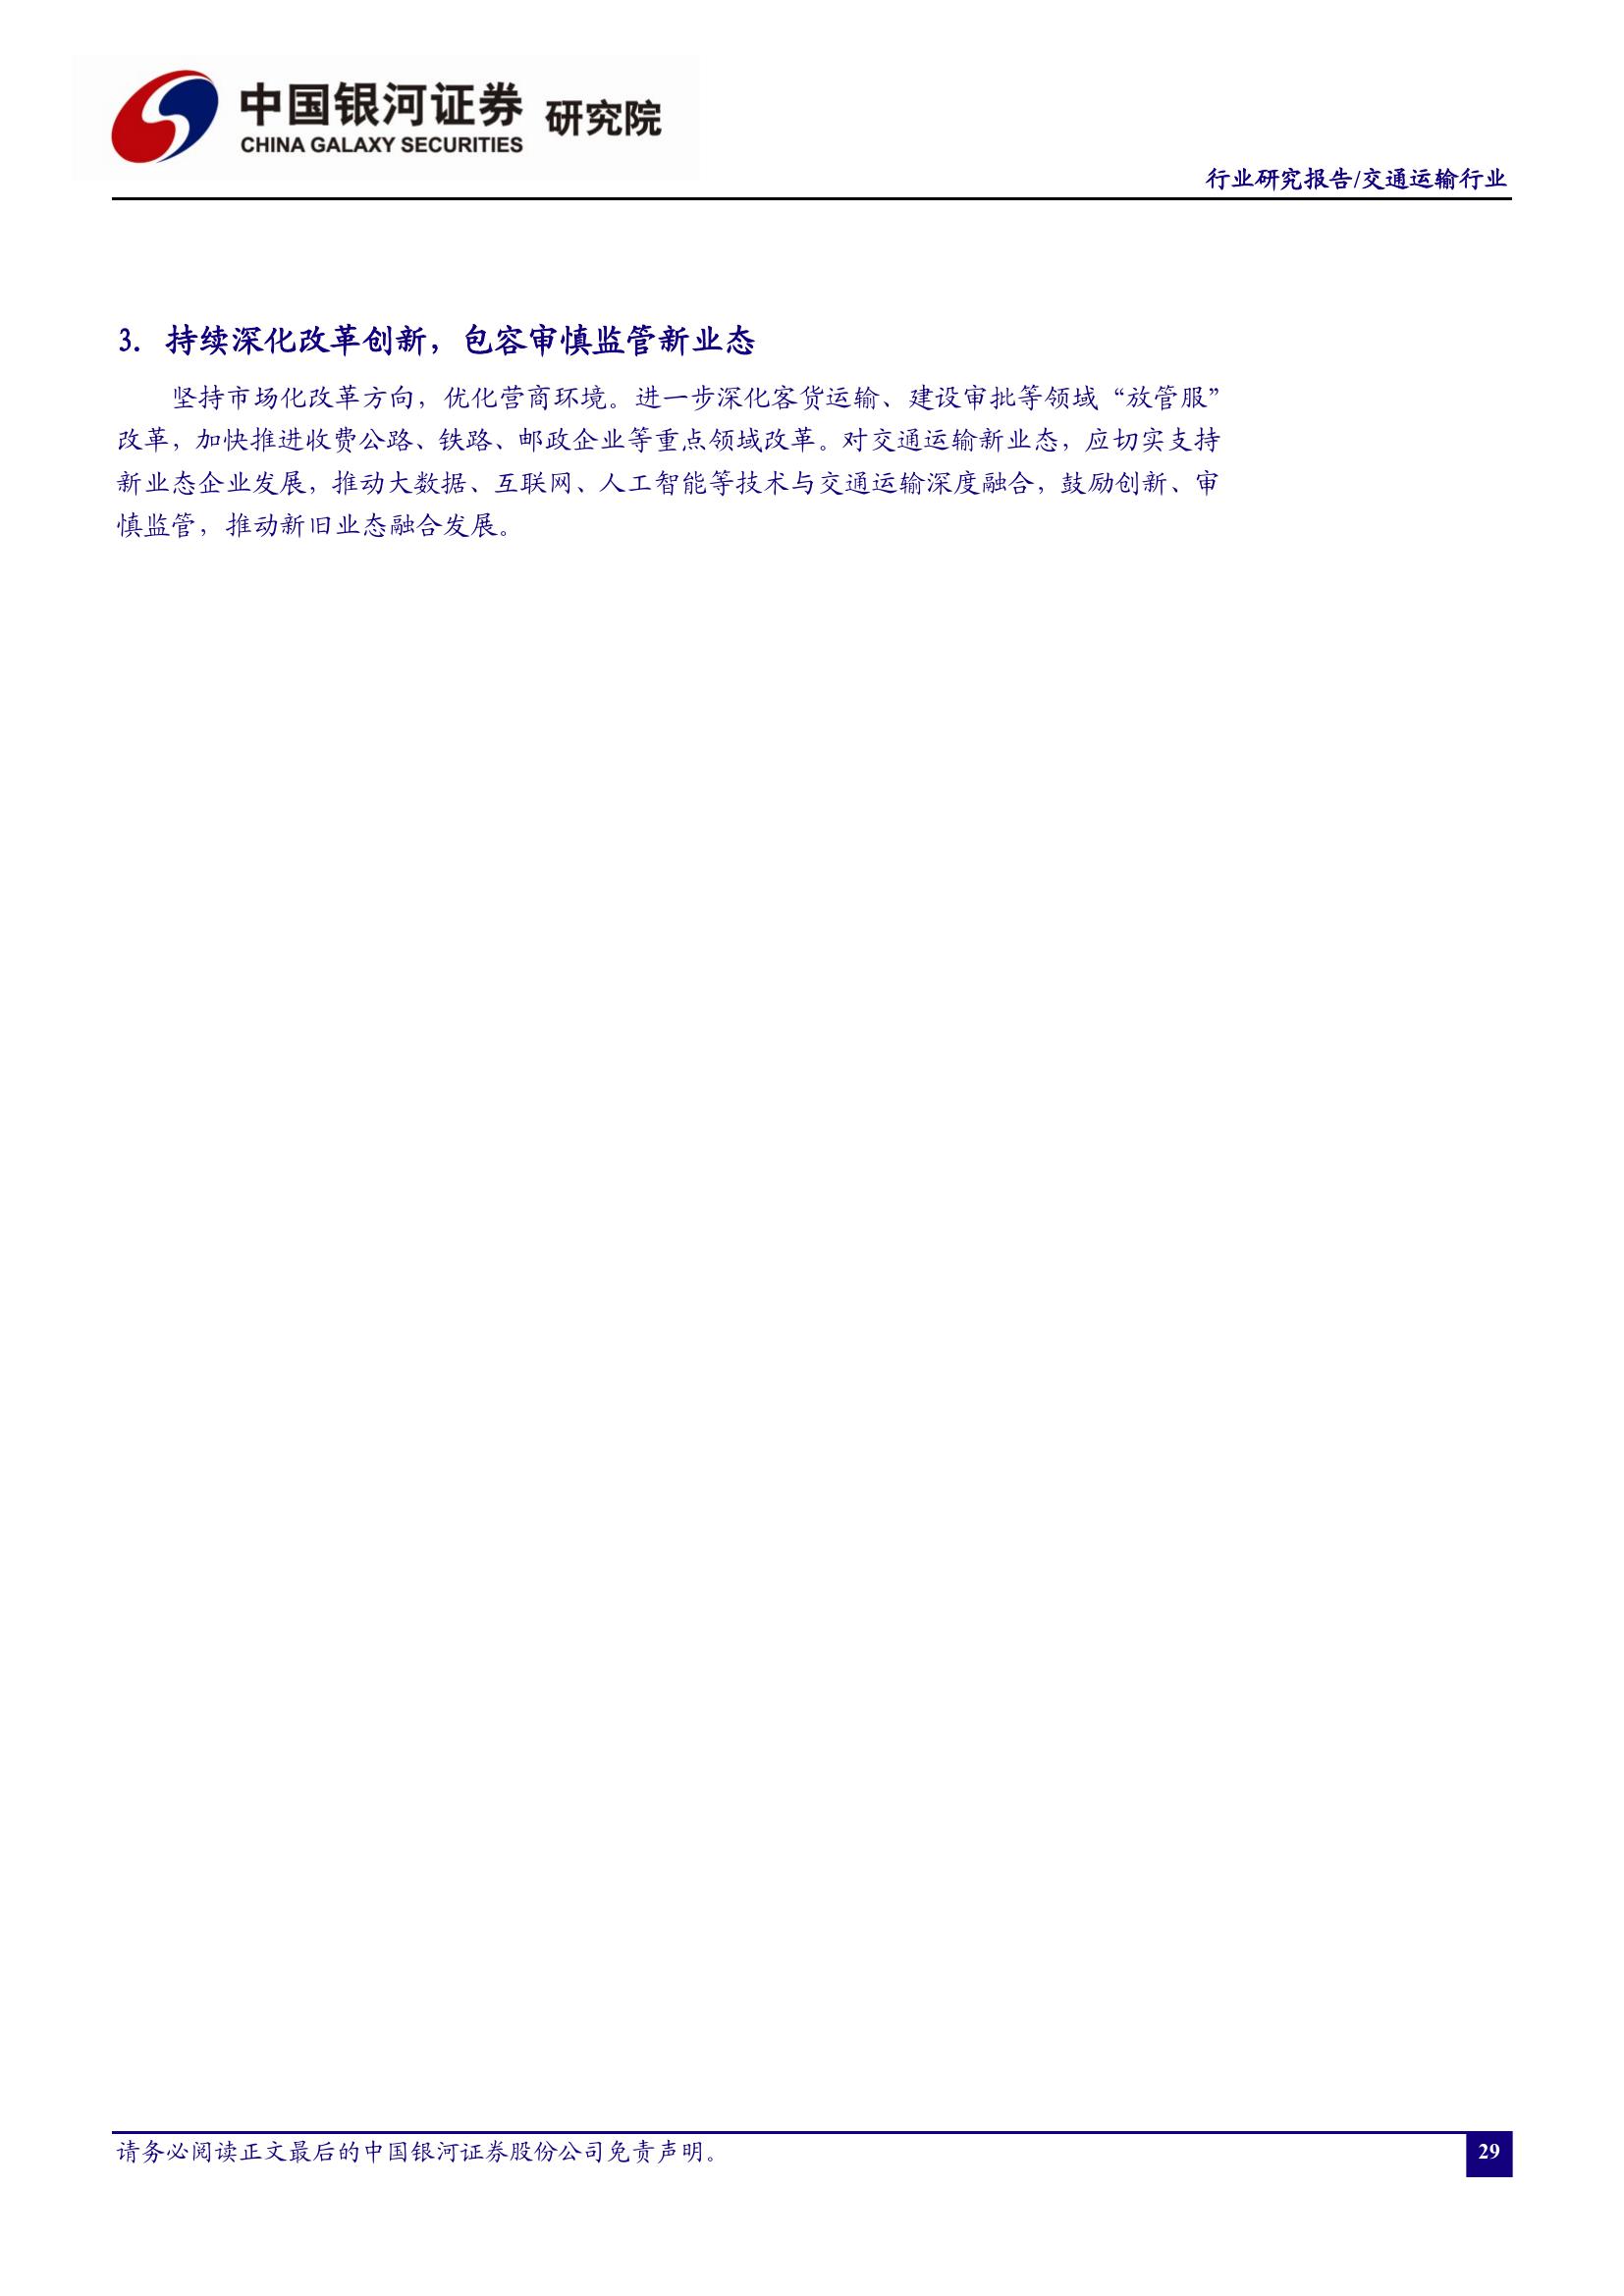 中国银河证券 研究院
CHINA GALAXY SECURITIES
行业研究报告/交通运输行业
3. 持续深化改革创新，包容审慎监管新业态
坚持市场化改革方向，优化营商环境。进一步深化客货运输、建设审批等领域“放管服”
改革，加快推进收费公路、铁路、邮政企业等重点领域改革。对交通运输新业态，应切实支持
新业态企业发展，推动大数据、互联网、人工智能等技术与交通运输深度融合，鼓励创新、审
慎监管，推动新旧业态融合发展。
请务必阅读正文最后的中国银河证券股份公司免责声明。
29